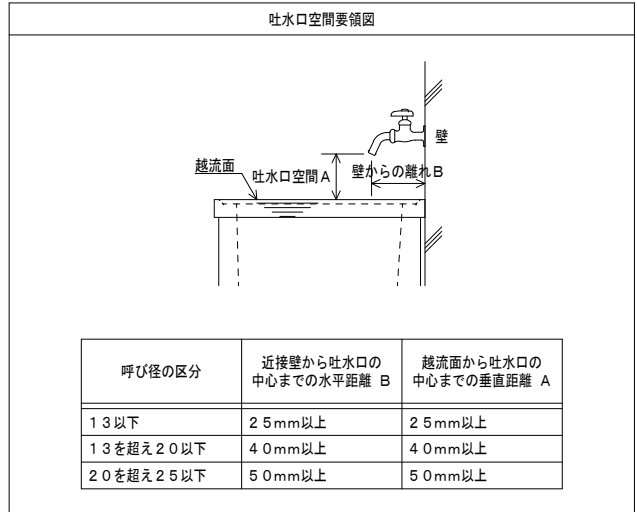 吐水口空間要領図
壁
越流面
吐水口空間A
壁からの離れB
呼び径の区分
近接壁から吐水口の
中心までの水平距離 B
越流面から吐水口の
中心までの垂直距離 A
13以下
25mm以上
25mm以上
13を超え20以下
40mm以上
40mm以上
20を超え25以下
50mm以上
50mm以上